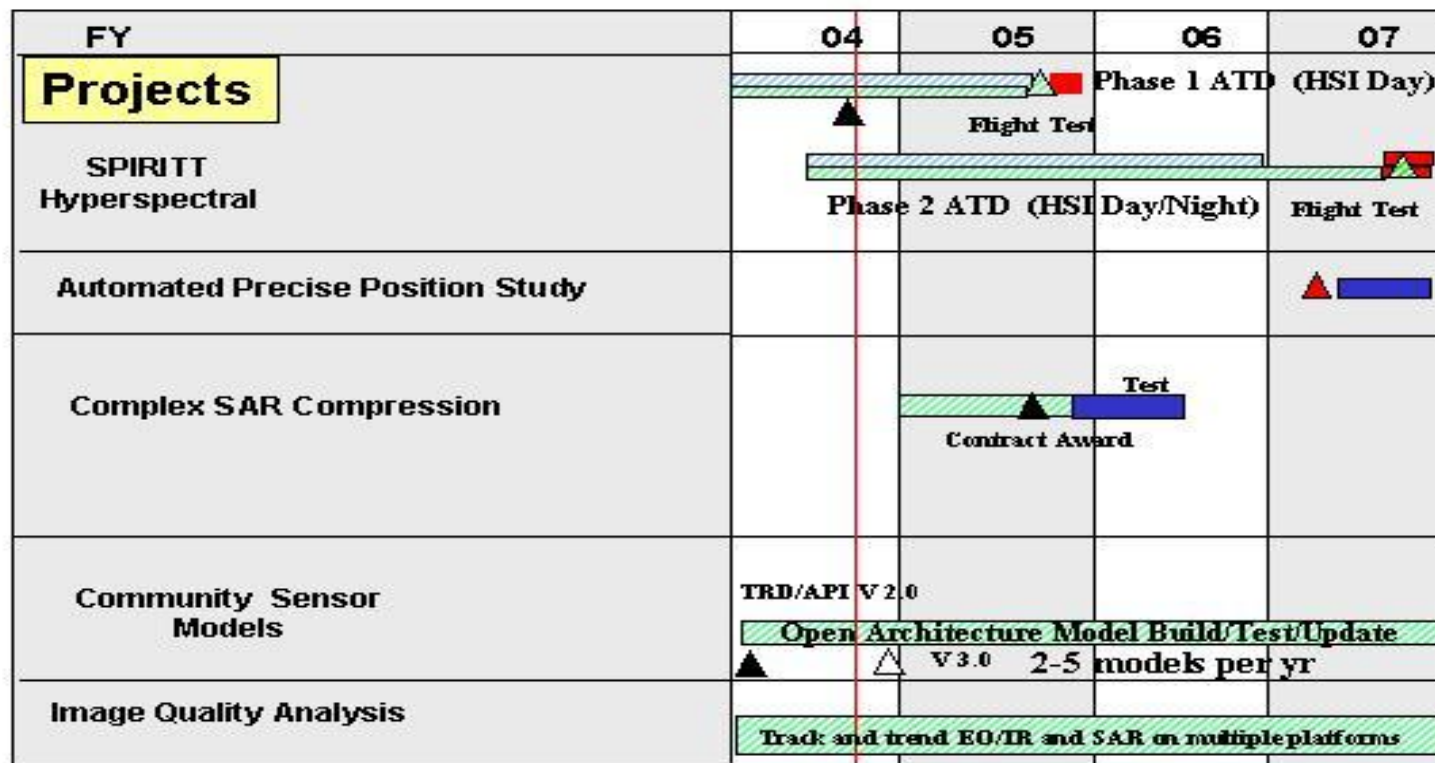 FY 04 05 06 07
Projects
Phase 1 ATD (HSI Day)
Flight Test
SPIRITT
Hyperspectral
Phase 2 ATD (HSI Day/Night)
Flight Test
Automated Precise Position Study
Complex SAR Compression
Test
Contract Award
Community Sensor
Models
TRD/API V 2.0
Open Architecture Model Build/Test/Update
V 3.0 2-5 models per yr
Image Quality Analysis
Track and trend EO/IR and SAR on multiple platforms